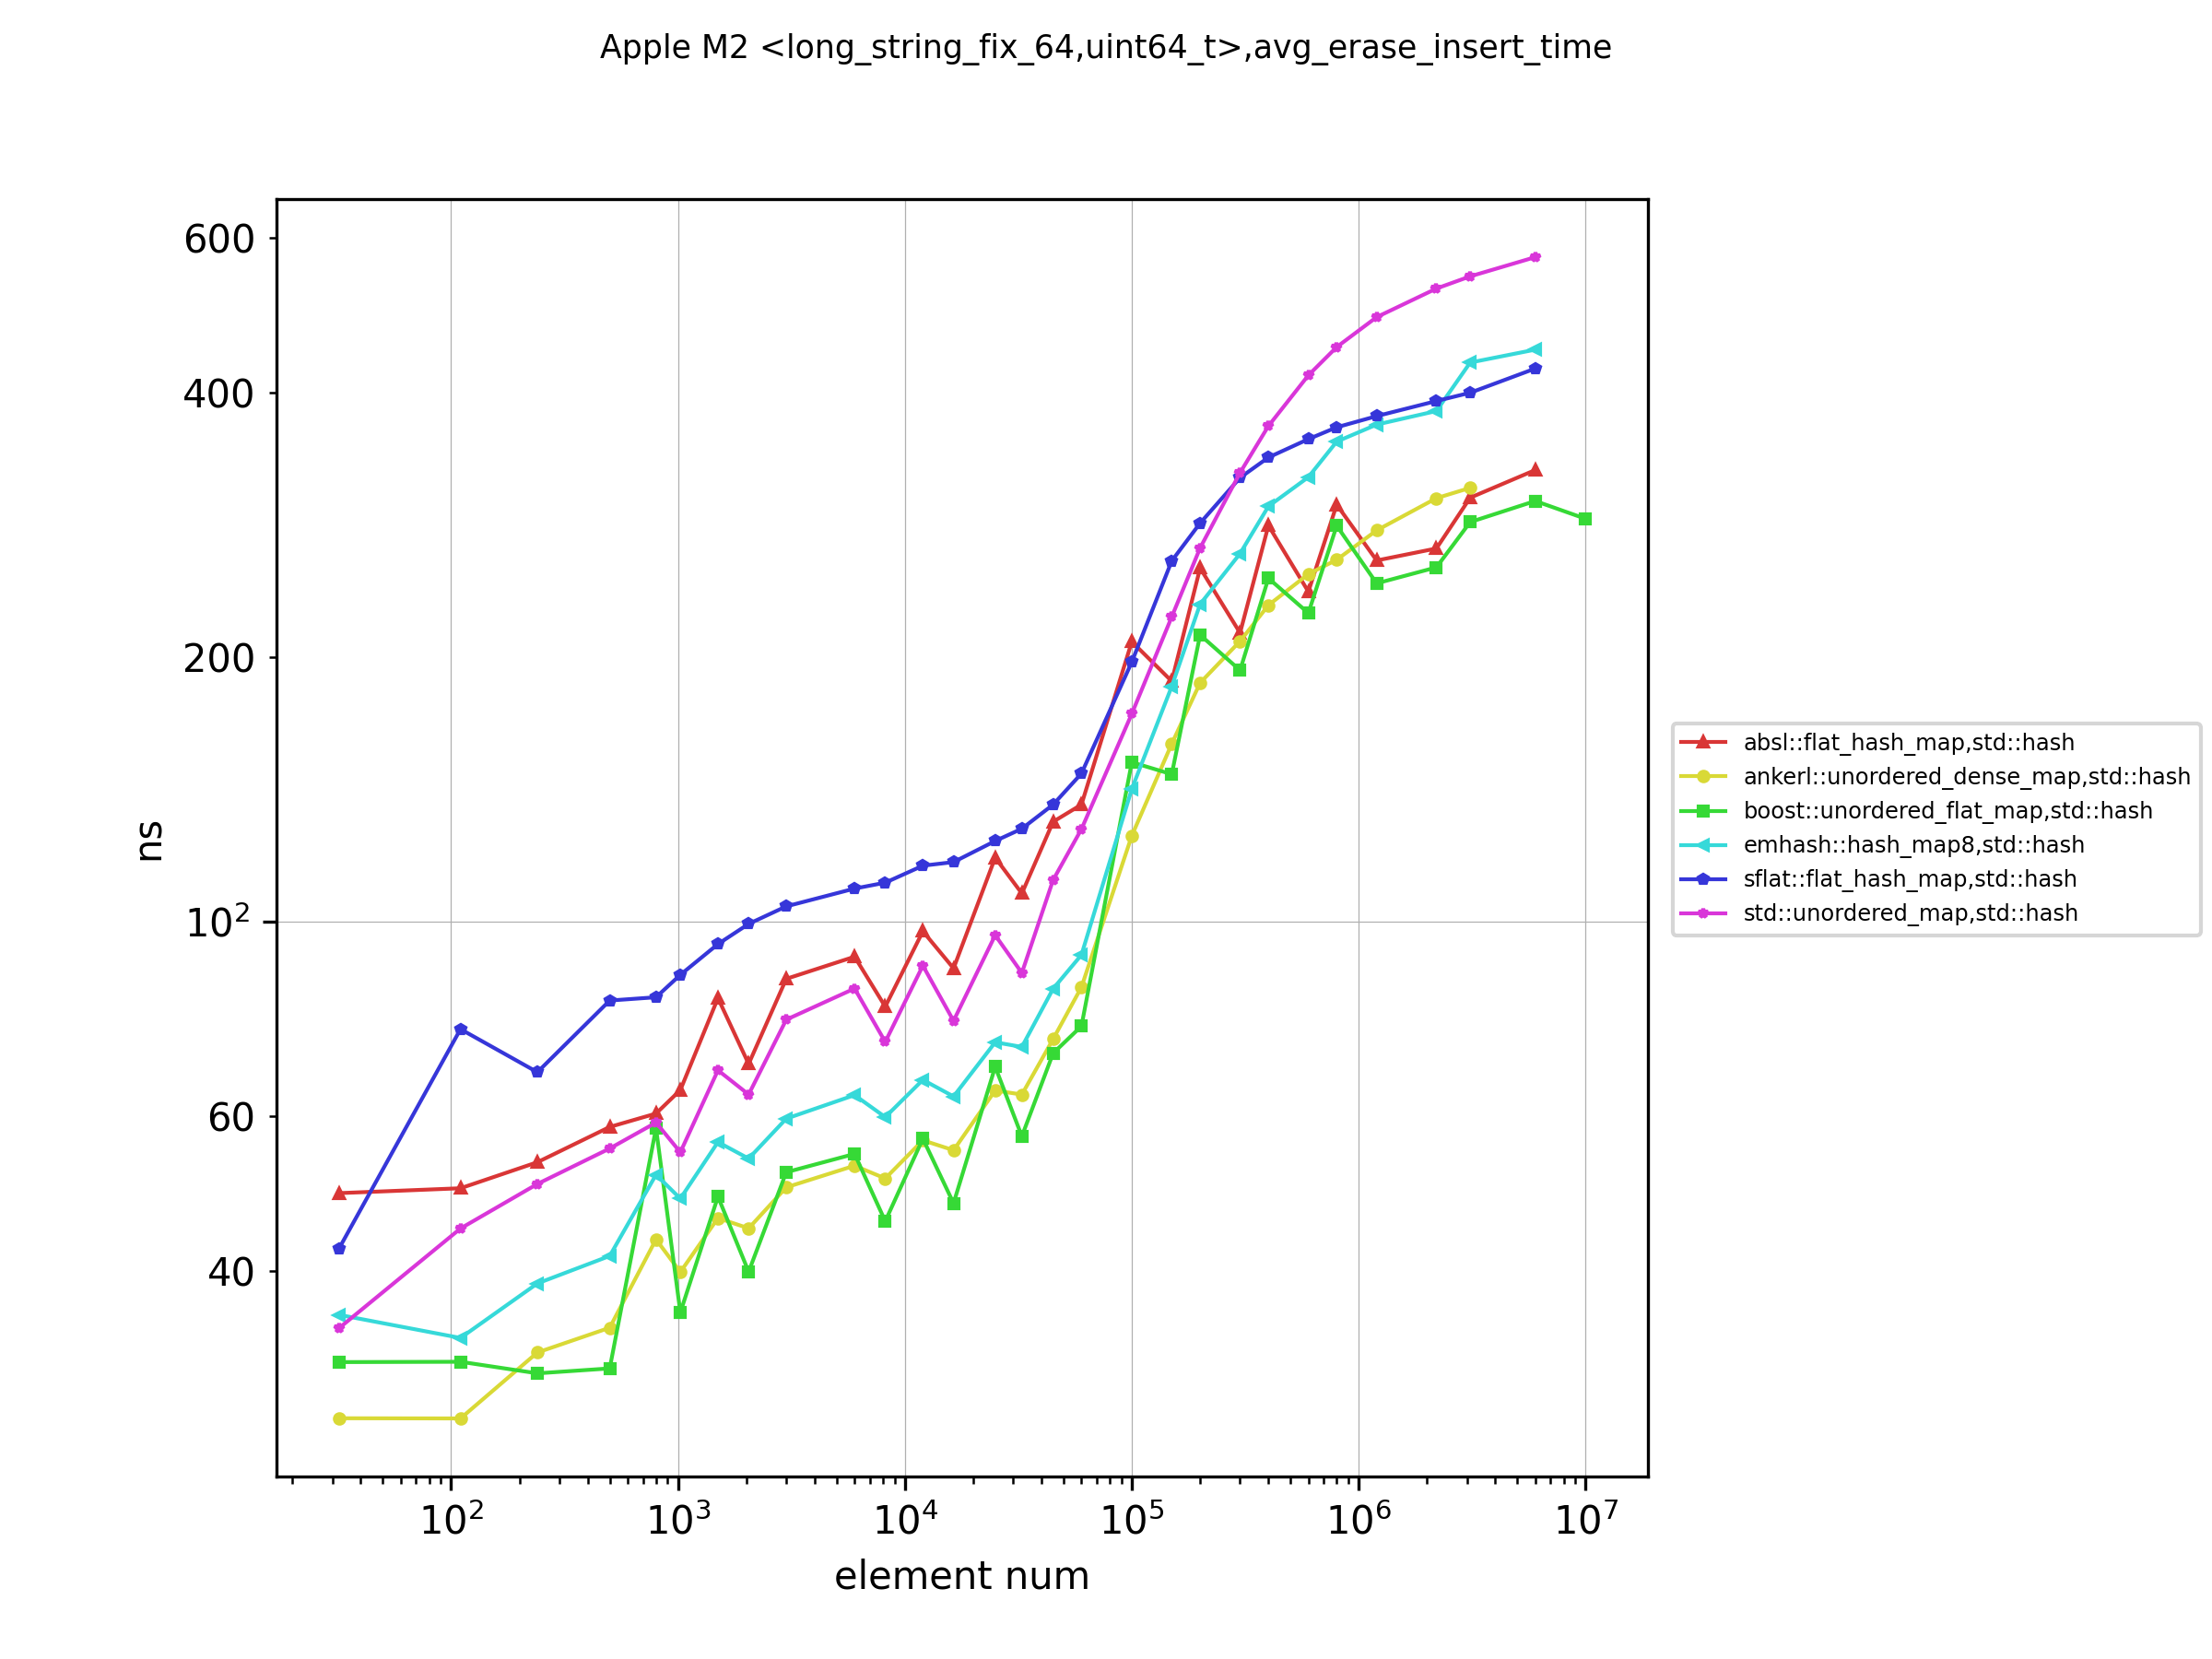 Apple M2 <long_string_fix_64,uint64_t>,avg_erase_insert_time
600
400
200
10²
60
40
ns
10² 10³ 10⁴ 10⁵ 10⁶ 10⁷
element num
absl::flat_hash_map,std::hash
ankerl::unordered_dense_map,std::hash
boost::unordered_flat_map,std::hash
emhash::hash_map8,std::hash
sflat::flat_hash_map,std::hash
std::unordered_map,std::hash